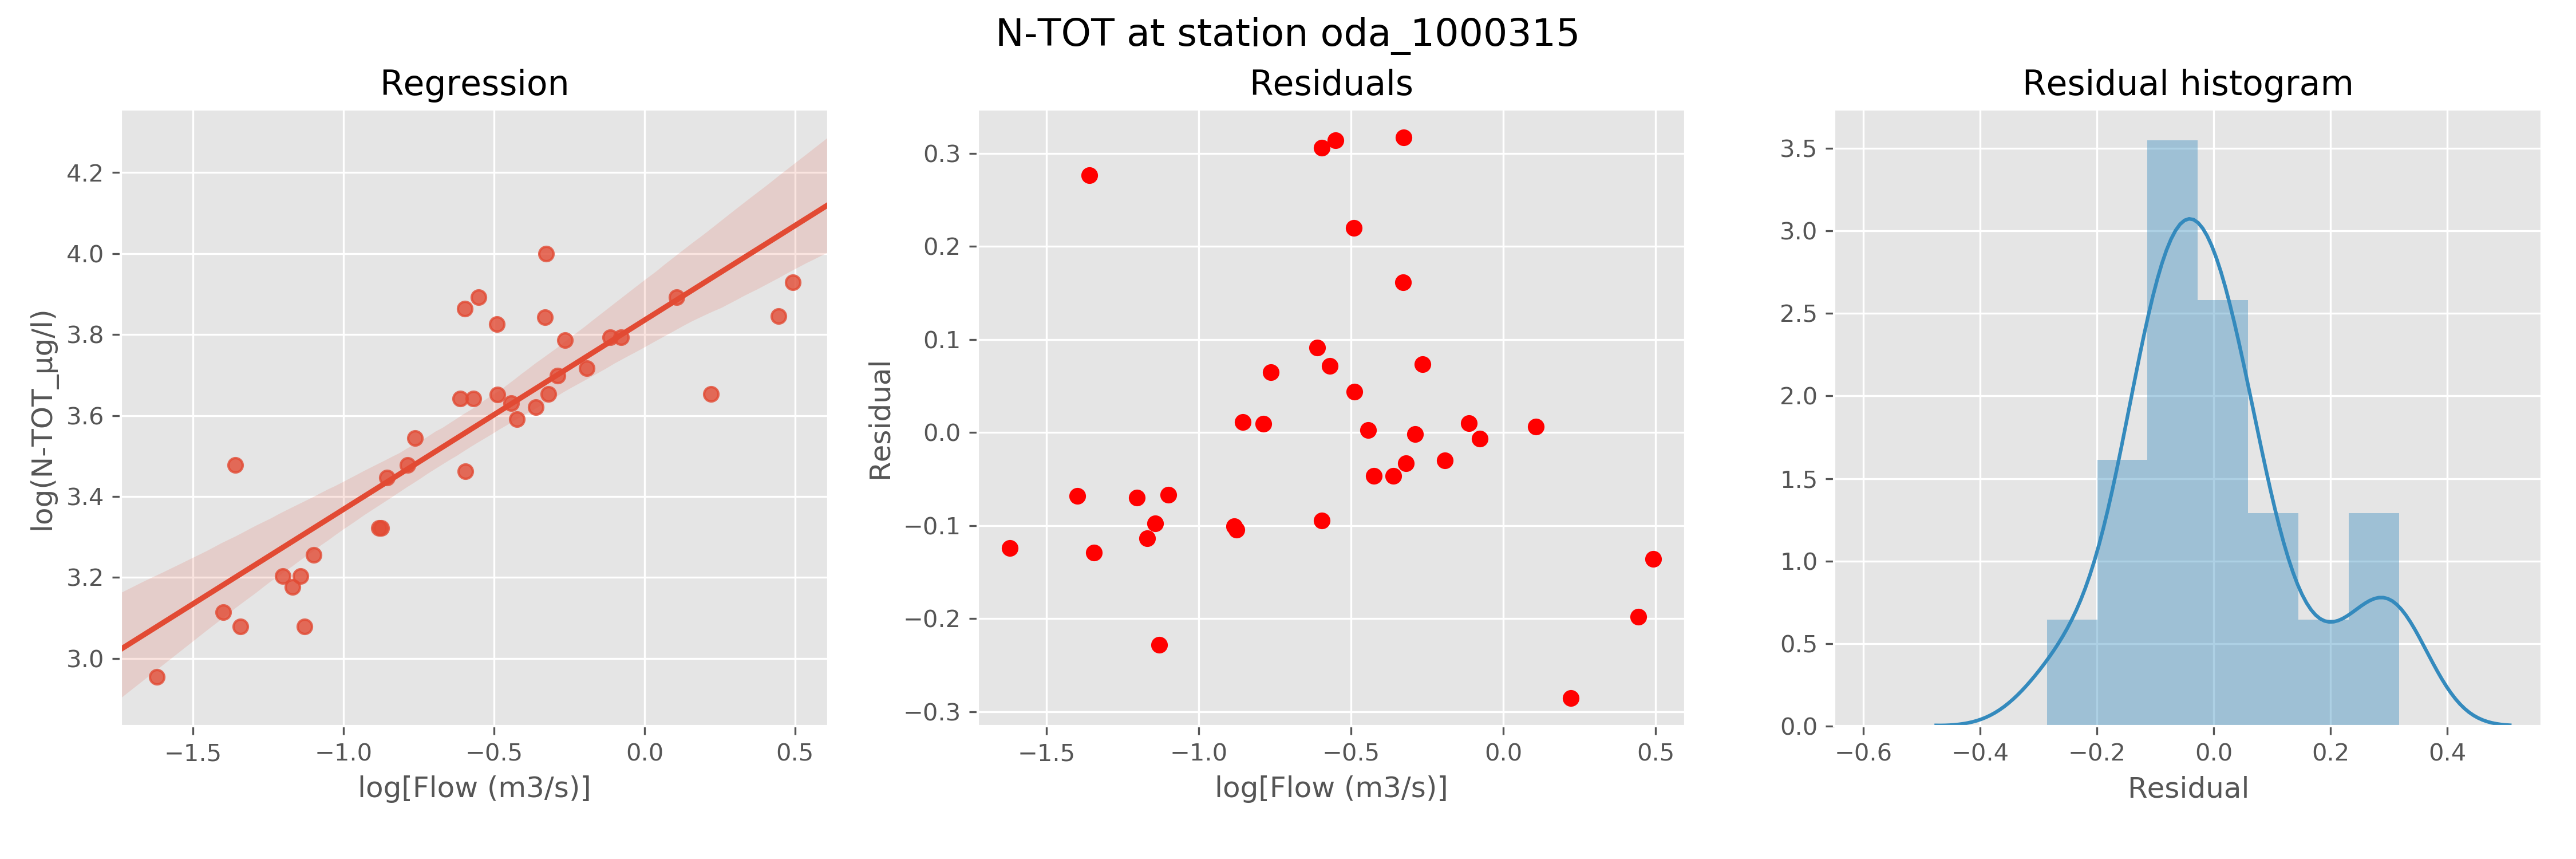 N-TOT at station oda_1000315
Regression
4.2
4.0
3.8
3.6
3.4
3.2
3.0
log(N-TOT_µg/l)
−1.5 −1.0 −0.5 0.0 0.5
log[Flow (m3/s)]
Residuals
0.3
0.2
0.1
0.0
−0.1
−0.2
−0.3
Residual
−1.5 −1.0 −0.5 0.0 0.5
log[Flow (m3/s)]
Residual histogram
3.5
3.0
2.5
2.0
1.5
1.0
0.5
0.0
−0.6 −0.4 −0.2 0.0 0.2 0.4
Residual